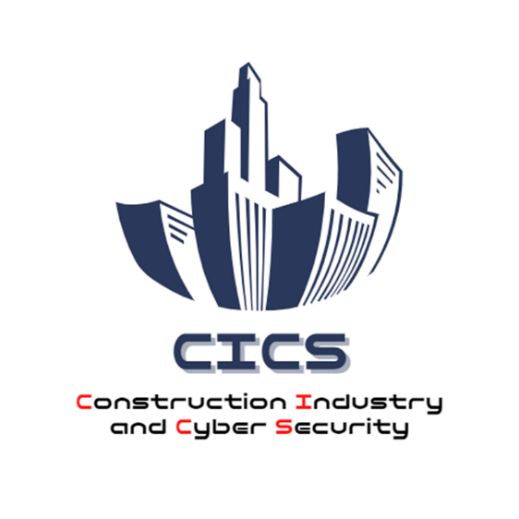 CICS
Construction Industry
and Cyber Security